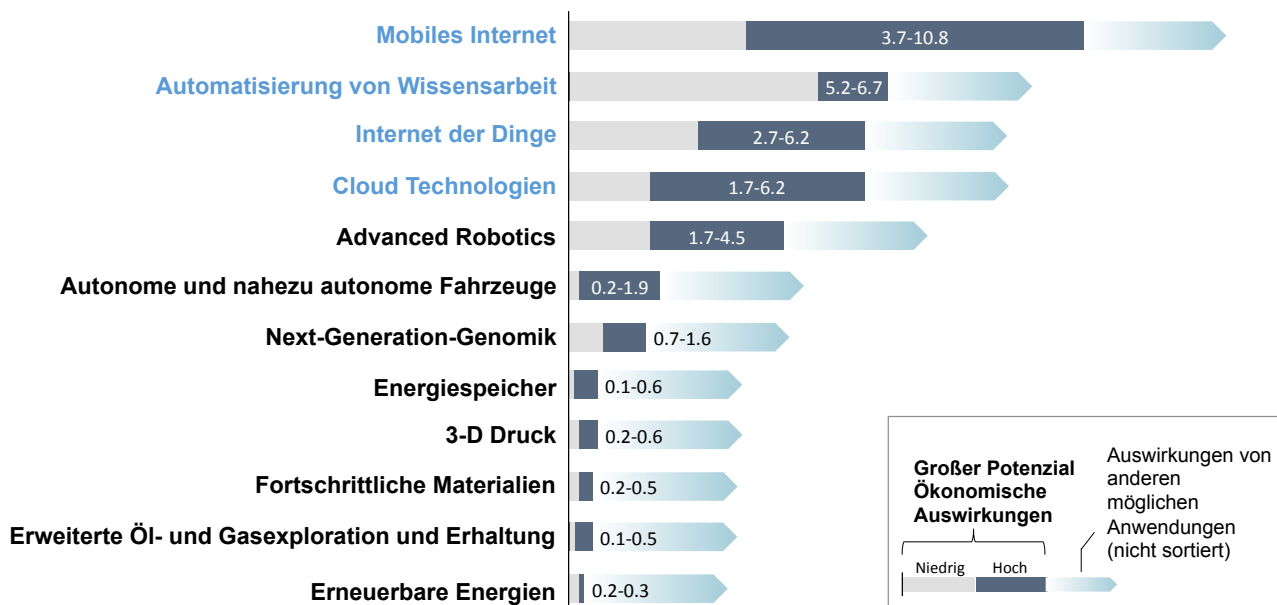 Mobiles Internet
3.7-10.8
Automatisierung von Wissensarbeit
5.2-6.7
Internet der Dinge
2.7-6.2
Cloud Technologien
1.7-6.2
Advanced Robotics
1.7-4.5
Autonome und nahezu autonome Fahrzeuge
0.2-1.9
Next-Generation-Genomik
0.7-1.6
Energiespeicher
0.1-0.6
3-D Druck
0.2-0.6
Fortschrittliche Materialien
0.2-0.5
Erweiterte Öl- und Gasexploration und Erhaltung
0.1-0.5
Erneuerbare Energien
0.2-0.3
Großer Potenzial
Ökonomische
Auswirkungen
Niedrig
Hoch
Auswirkungen von
anderen
möglichen
Anwendungen
(nicht sortiert)